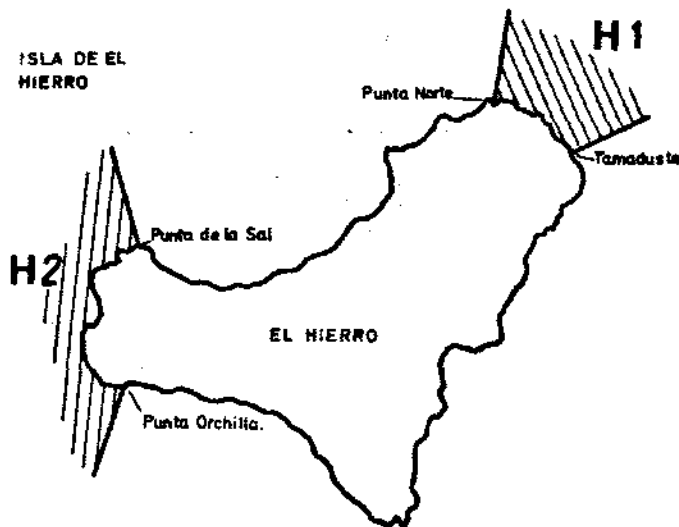 ISLA DE EL
HIERRO
H1
Punta Norte
Tamaduste
Punta de la Sal
H2
EL HIERRO
Punta Orchilla.